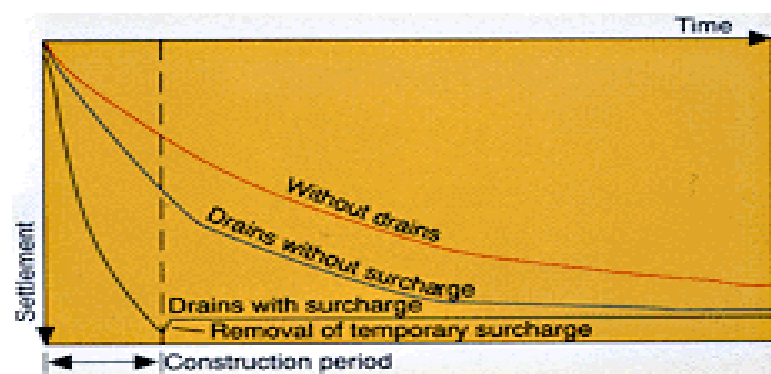 Time
Without drains
Drains without surcharge
Settlement
Drains with surcharge
Removal of temporary surcharge
Construction period